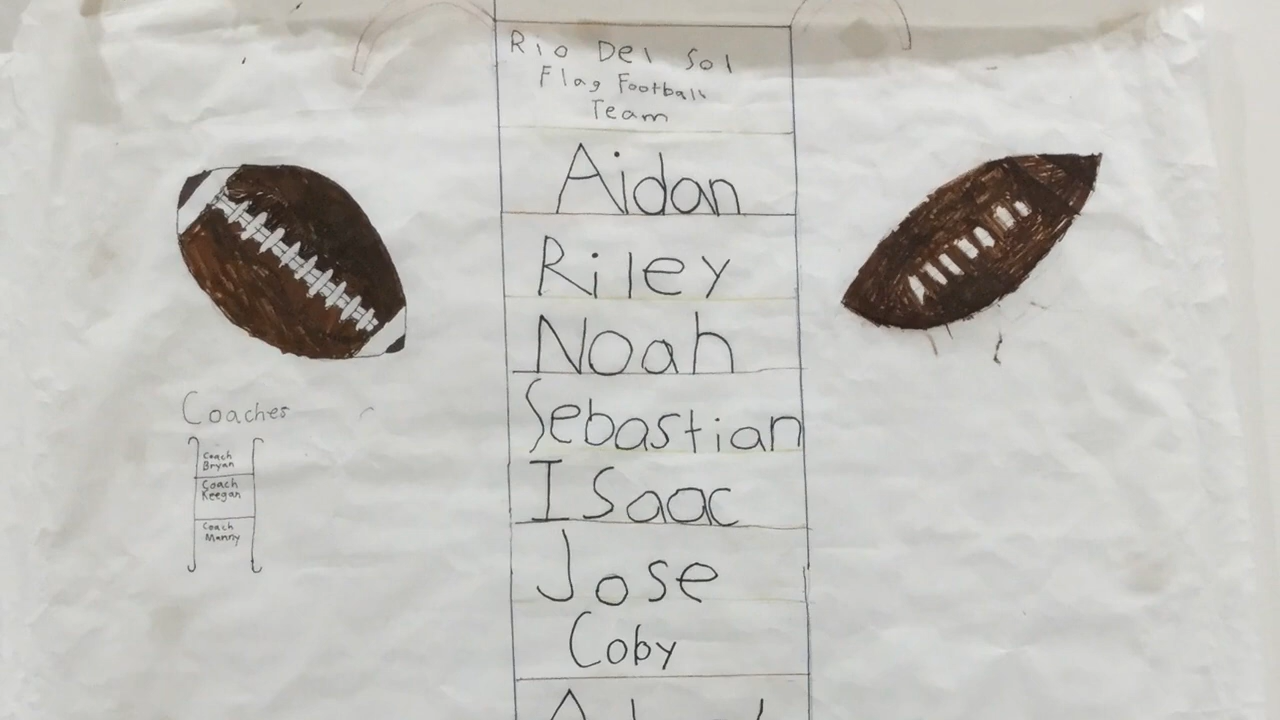 Rio Del Sol
Flag Football
Team
Aidan
Riley
Noah
Sebastian
Isaac
Jose
Coby
Coaches
Coach
Bryan
Coach
Keegan
Coach
Manny